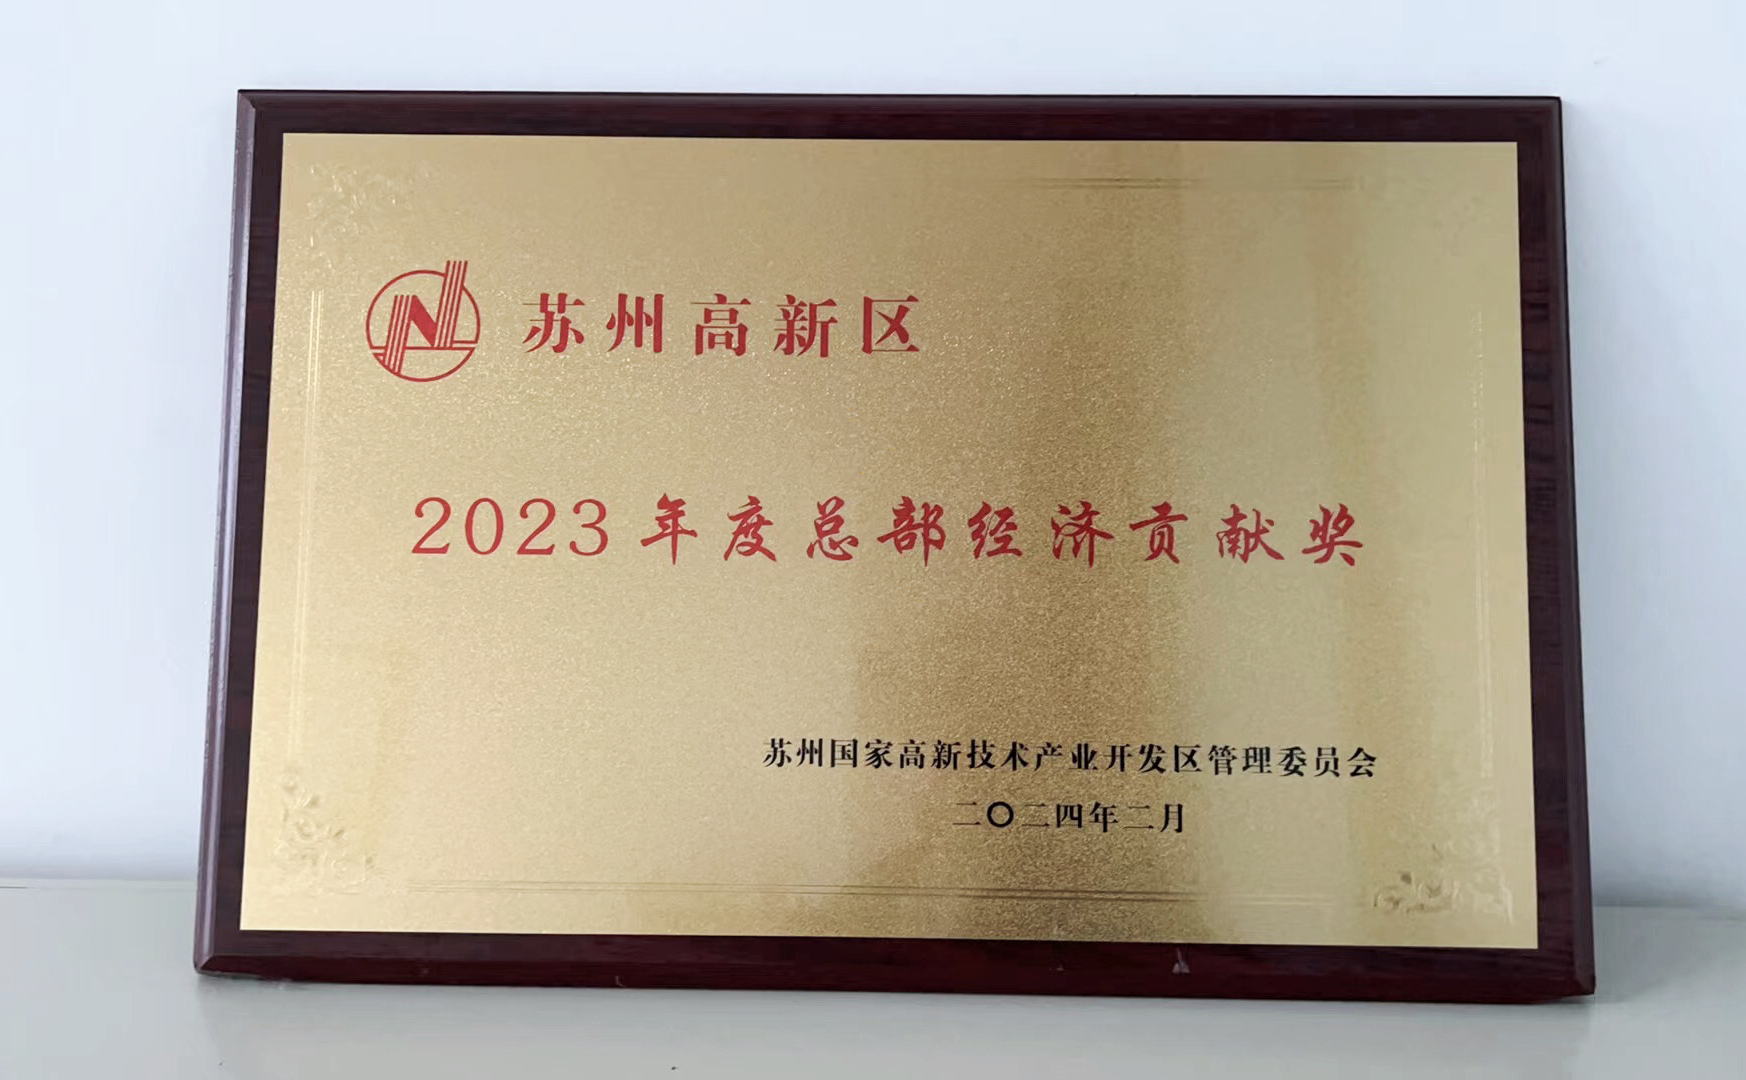 苏州高新区
2023年度总部经济贡献奖
苏州国家高新技术产业开发区管理委员会
二〇二四年二月